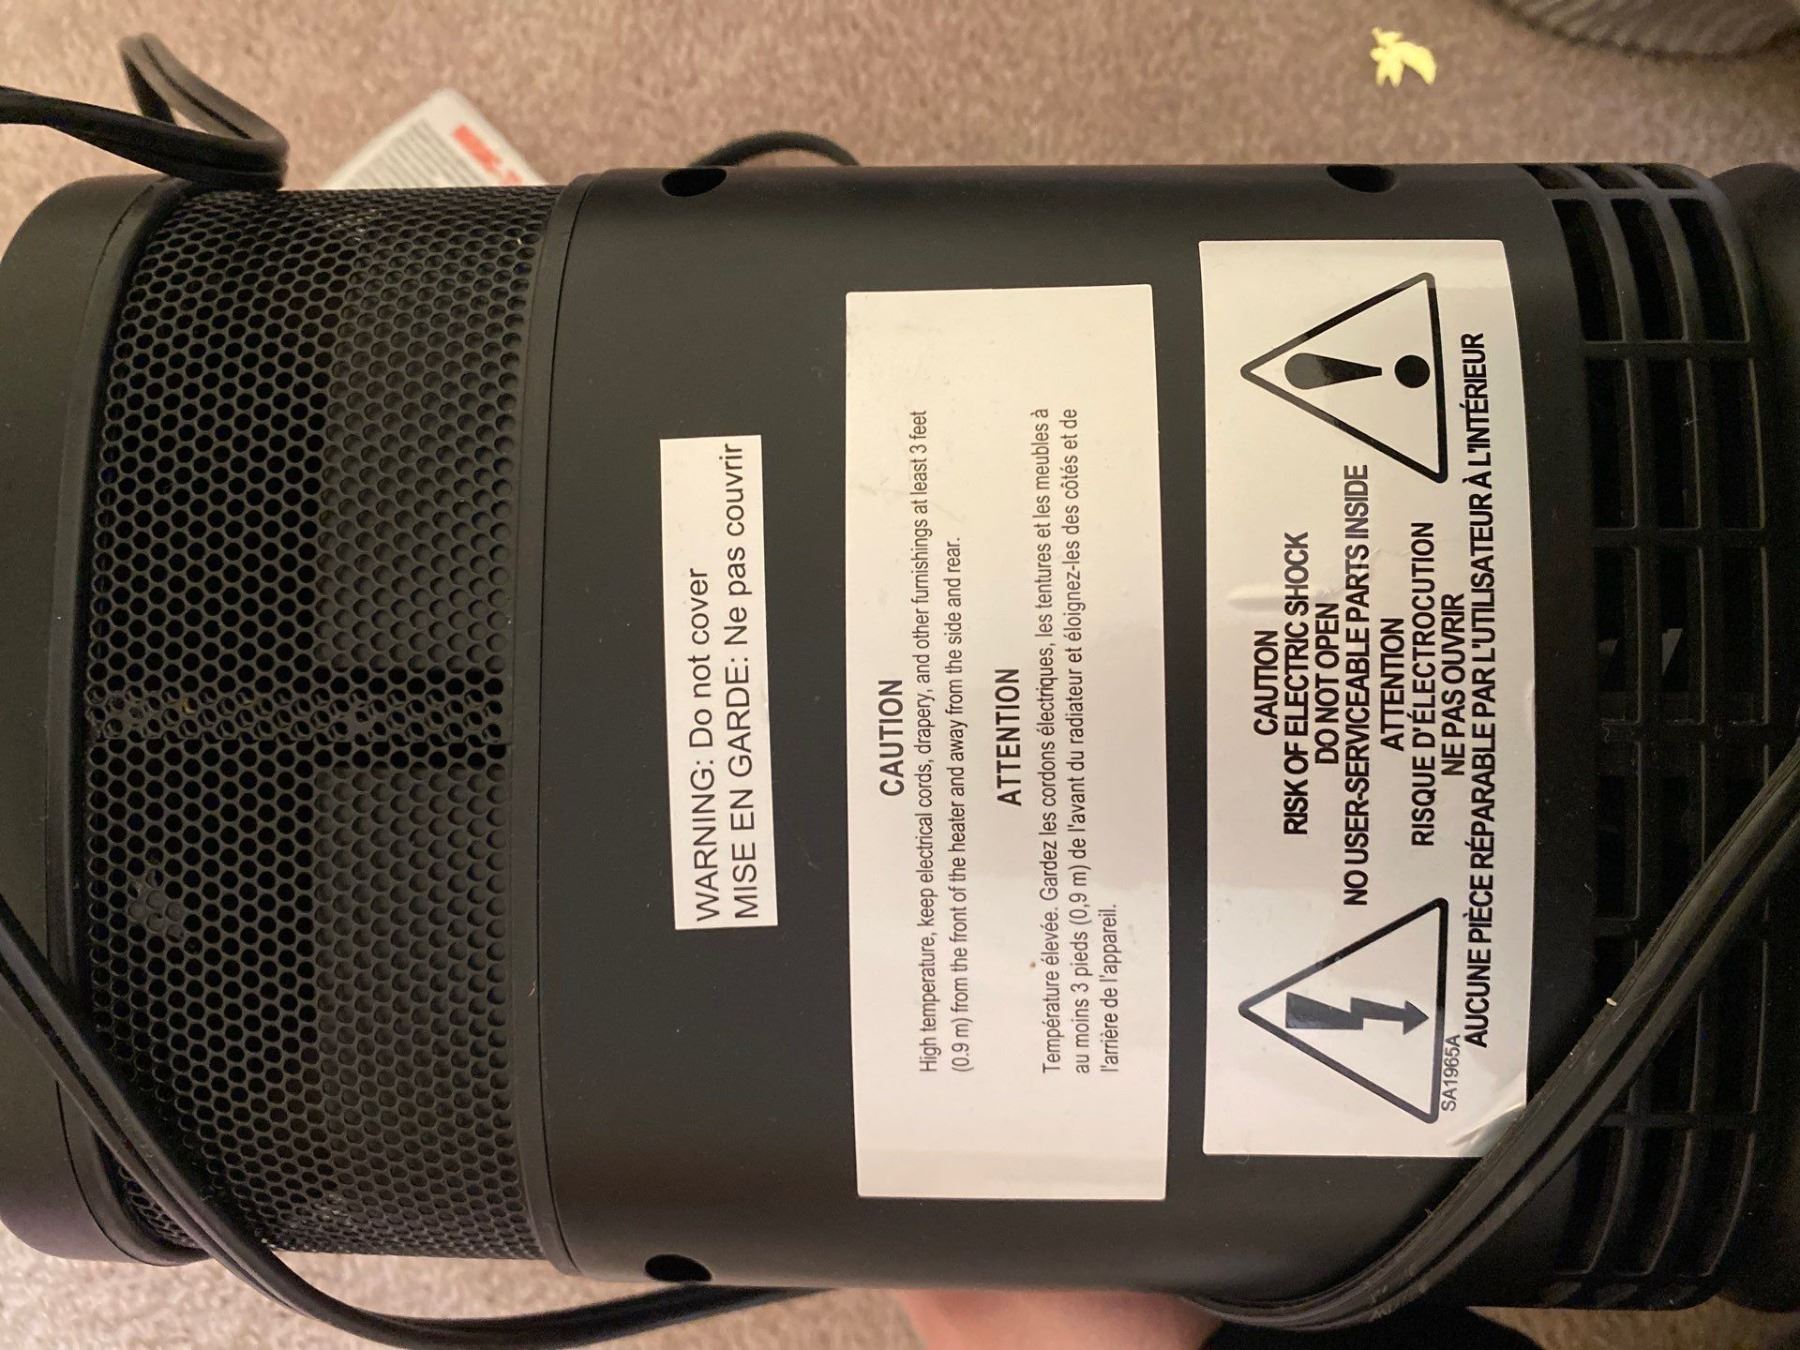 WARNING: Do not cover
MISE EN GARDE: Ne pas couvrir
CAUTION
High temperature, keep electrical cords, drapery, and other furnishings at least 3 feet
(0.9 m) from the front of the heater and away from the side and rear.
ATTENTION
Température élevée. Gardez les cordons électriques, les tentures et les meubles à
au moins 3 pieds (0,9 m) de l'avant du radiateur et éloignez-les des côtés et de
l'arrière de l'appareil.
CAUTION
RISK OF ELECTRIC SHOCK
DO NOT OPEN
NO USER-SERVICEABLE PARTS INSIDE
ATTENTION
RISQUE D'ÉLECTROCUTION
NE PAS OUVRIR
AUCUNE PIÈCE RÉPARABLE PAR L'UTILISATEUR À L'INTÉRIEUR
SA1965A